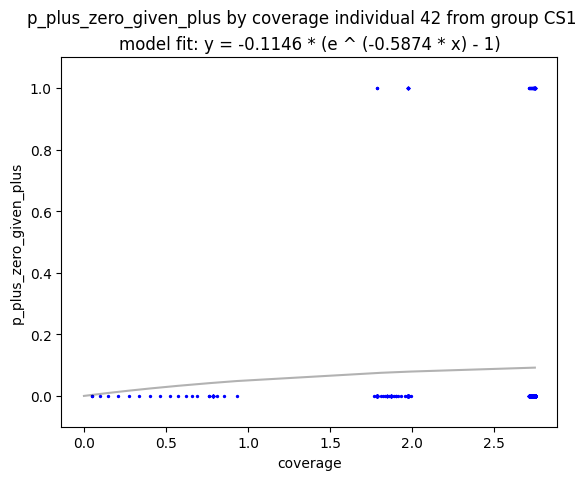 p_plus_zero_given_plus by coverage individual 42 from group CS1
model fit: y = -0.1146 * (e ^ (-0.5874 * x) - 1)
p_plus_zero_given_plus
1.0
0.8
0.6
0.4
0.2
0.0
0.0 0.5 1.0 1.5 2.0 2.5
coverage